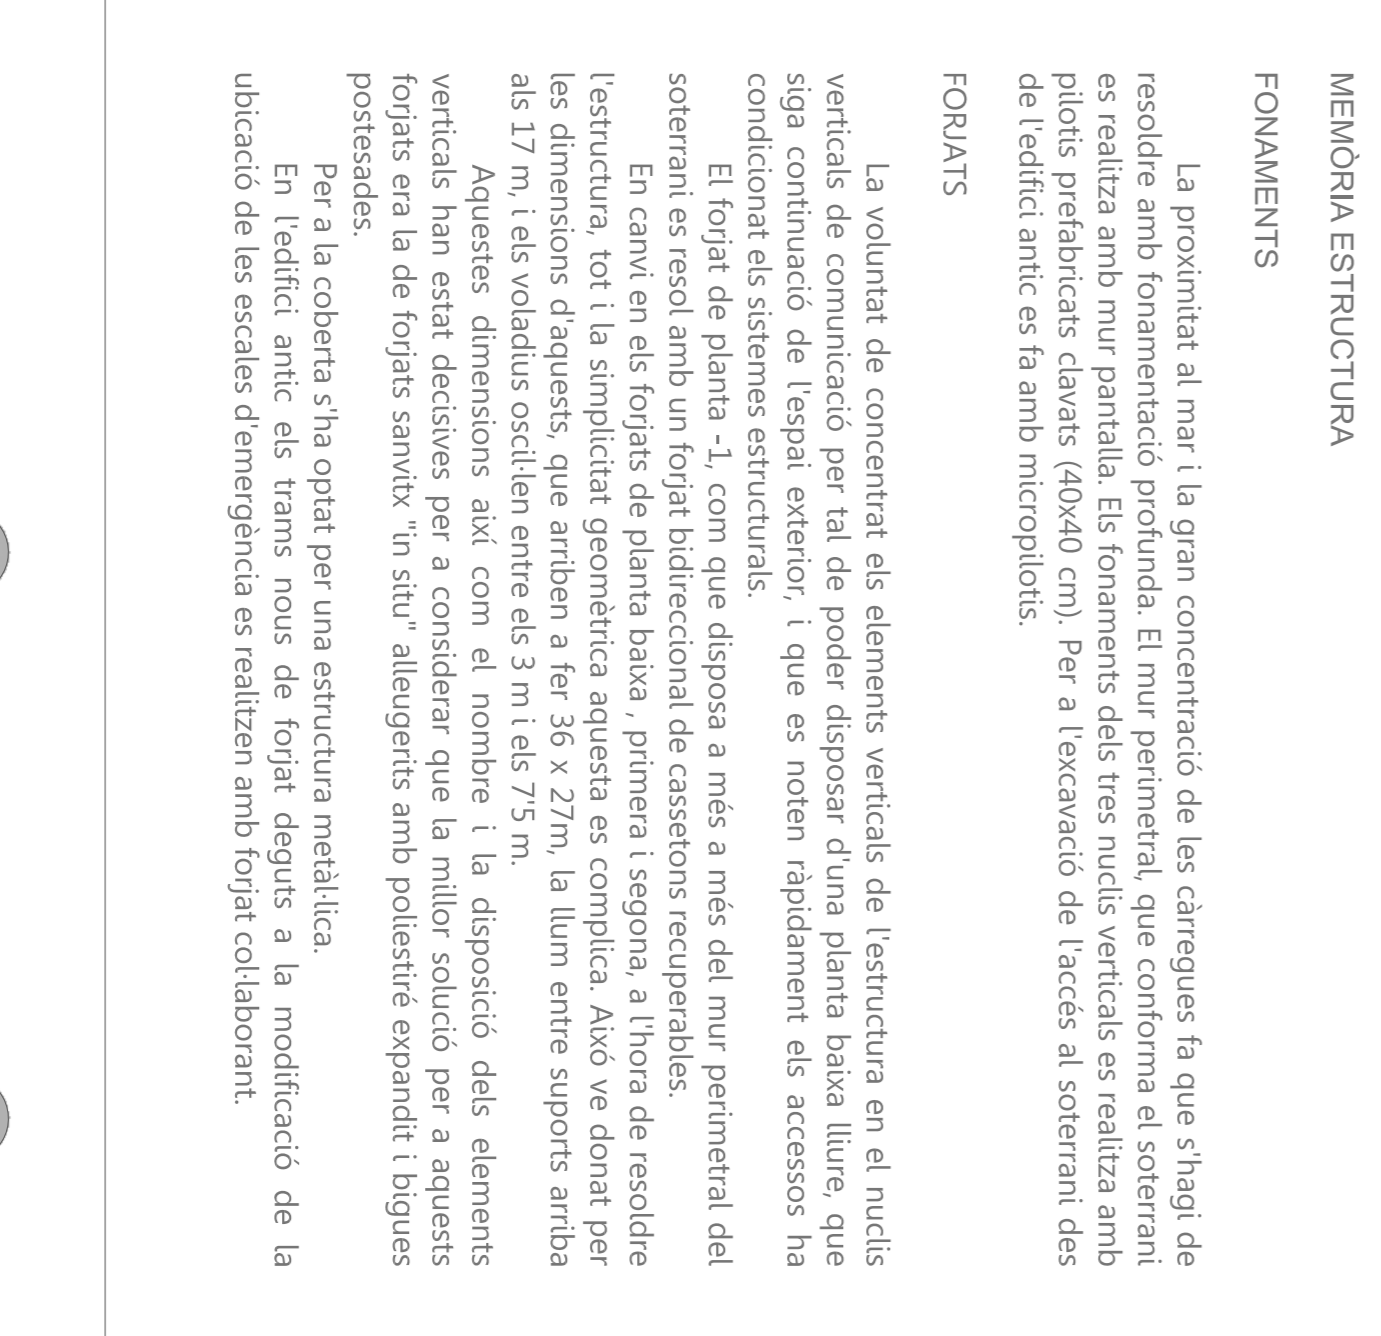 MEMÒRIA ESTRUCTURA
FONAMENTS
La proximitat al mar i la gran concentració de les càrregues fa que s'hagi de
resoldre amb fonamentació profunda. El mur perimetral, que conforma el soterrani
es realitza amb mur pantalla. Els fonaments dels tres nuclis verticals es realitza amb
pilotis prefabricats clavats (40x40 cm). Per a l'excavació de l'accés al soterrani des
de l'edifici antic es fa amb micropilotis.
FORJATS
La voluntat de concentrat els elements verticals de l'estructura en el nuclis
verticals de comunicació per tal de poder disposar d'una planta baixa lliure, que
siga continuació de l'espai exterior, i que es noten ràpidament els accessos ha
condicionat els sistemes estructurals.
El forjat de planta -1, com que disposa a més a més del mur perimetral del
soterrani es resol amb un forjat bidireccional de cassetons recuperables.
En canvi en els forjats de planta baixa , primera i segona, a l'hora de resoldre
l'estructura, tot i la simplicitat geomètrica aquesta es complica. Aixó ve donat per
les dimensions d'aquests, que arriben a fer 36 x 27m, la llum entre suports arriba
als 17 m, i els voladius oscil·len entre els 3 m i els 7'5 m.
Aquestes dimensions així com el nombre i la disposició dels elements
verticals han estat decisives per a considerar que la millor solució per a aquests
forjats era la de forjats sanvitx "in situ" alleugerits amb poliestiré expandit i bigues
postesades.
Per a la coberta s'ha optat per una estructura metàl·lica.
En l'edifici antic els trams nous de forjat deguts a la modificació de la
ubicació de les escales d'emergència es realitzen amb forjat col·laborant.